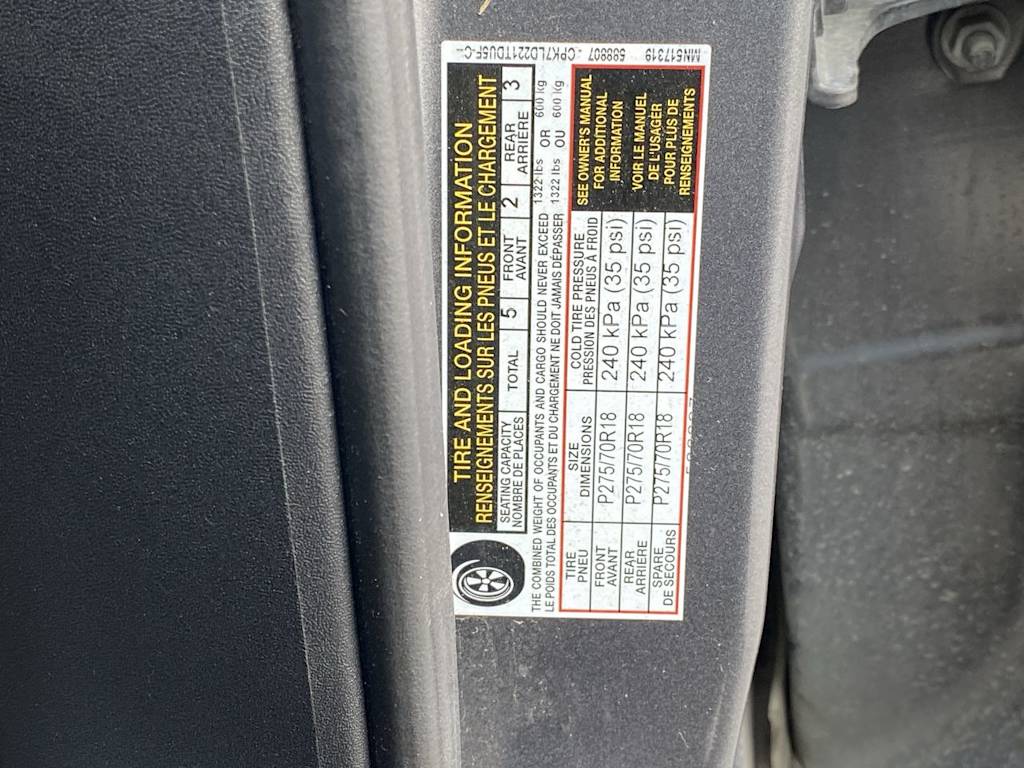 MN517319 588807 CPK7LD221TDU5F-C
TIRE AND LOADING INFORMATION
RENSEIGNEMENTS SUR LES PNEUS ET LE CHARGEMENT
SEATING CAPACITY TOTAL 5 FRONT 2 REAR 3
NOMBRE DE PLACES AVANT ARRIÈRE
THE COMBINED WEIGHT OF OCCUPANTS AND CARGO SHOULD NEVER EXCEED 1322 lbs OR 600 kg
LE POIDS TOTAL DES OCCUPANTS ET DU CHARGEMENT NE DOIT JAMAIS DÉPASSER 1322 lbs OU 600 kg
TIRE SIZE COLD TIRE PRESSURE
PNEU DIMENSIONS PRESSION DES PNEUS À FROID
FRONT
AVANT P275/70R18 240 kPa (35 psi)
REAR
ARRIÈRE P275/70R18 240 kPa (35 psi)
SPARE
DE SECOURS P275/70R18 240 kPa (35 psi)
SEE OWNER'S MANUAL
FOR ADDITIONAL
INFORMATION
VOIR LE MANUEL
DE L'USAGER
POUR PLUS DE
RENSEIGNEMENTS